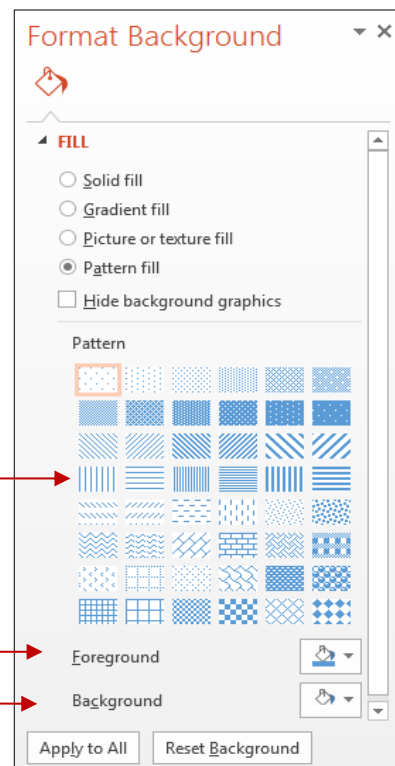 Format Background
FILL
Solid fill
Gradient fill
Picture or texture fill
Pattern fill
Hide background graphics
Pattern
Foreground
Background
Apply to All Reset Background